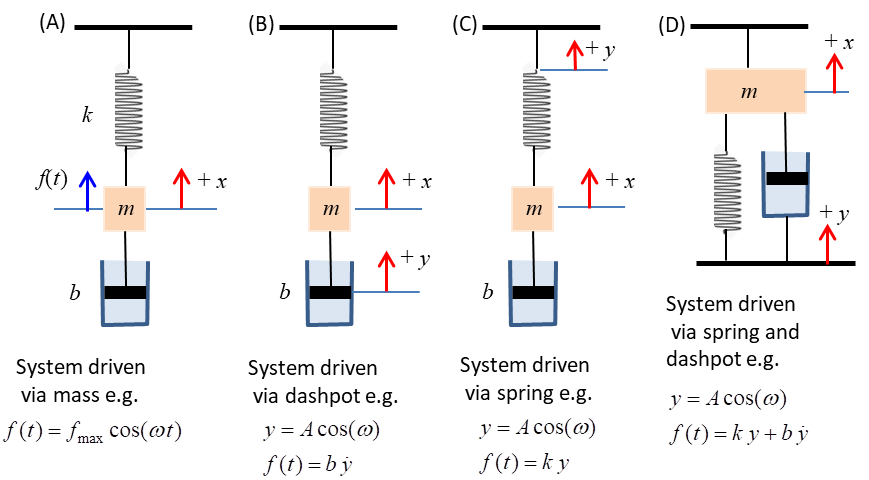 (A)
k
f(t)
+ x
m
b
System driven
via mass e.g.
f (t) = fmax cos(ωt)
(B)
+ x
m
+ y
b
System driven
via dashpot e.g.
y = A cos(ω)
f (t) = b ẏ
(C)
+ y
+ x
m
b
System driven
via spring e.g.
y = A cos(ω)
f (t) = k y
(D)
+ x
m
+ y
System driven
via spring and
dashpot e.g.
y = A cos(ω)
f (t) = k y + b ẏ